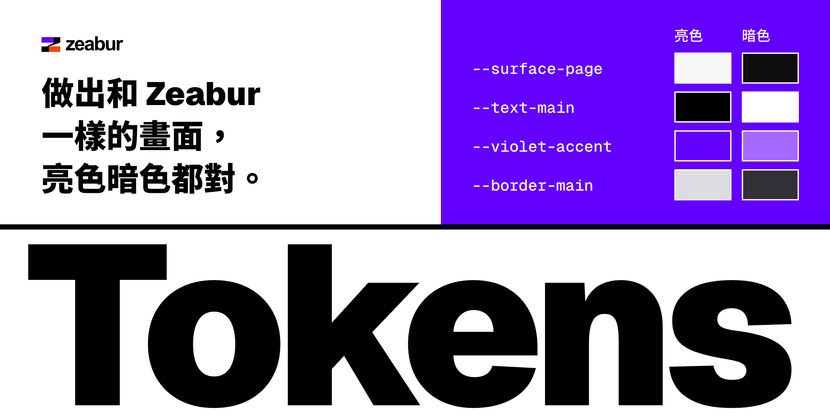 zeabur
做出和 Zeabur
一樣的畫面，
亮色暗色都對。
亮色 暗色
--surface-page
--text-main
--violet-accent
--border-main
Tokens